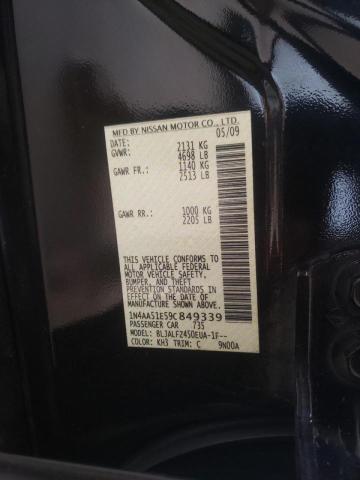 MFD BY NISSAN MOTOR CO., LTD.
DATE: 05/09
GVWR: 2131 KG
4698 LB
GAWR FR.: 1140 KG
2513 LB
GAWR RR.: 1000 KG
2205 LB
THIS VEHICLE CONFORMS TO
ALL APPLICABLE FEDERAL
MOTOR VEHICLE SAFETY,
BUMPER, AND THEFT
PREVENTION STANDARDS
IN EFFECT ON THE DATE OF
MANUFACTURE SHOWN ABOVE.
1N4AA51E59C849339
PASSENGER CAR 735
MODEL: BLJALFZ450EUA-1F--
COLOR: KH3 TRIM: C 9N00A